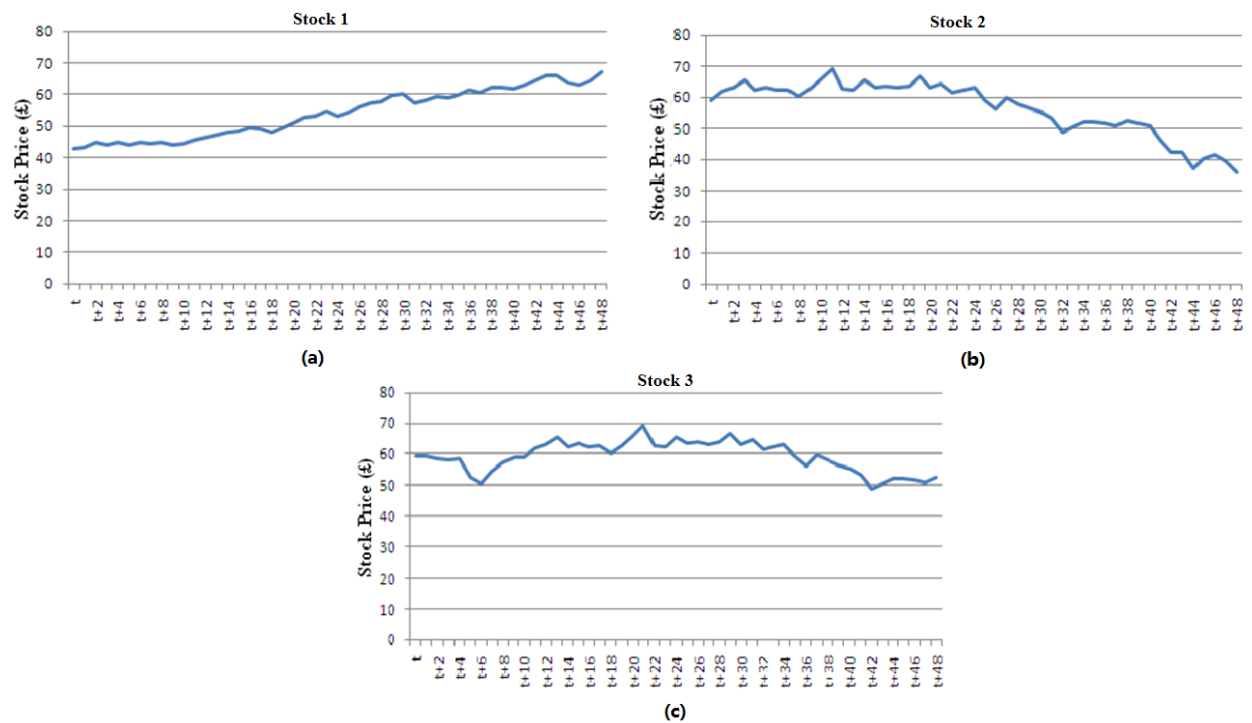 Stock 1
80
70
60
50
40
30
20
10
0
Stock Price (£)
t
t+2
t+4
t+6
t+8
t+10
t+12
t+14
t+16
t+18
t+20
t+22
t+24
t+26
t+28
t+30
t+32
t+34
t+36
t+38
t+40
t+42
t+44
t+46
t+48
(a)
Stock 2
80
70
60
50
40
30
20
10
0
Stock Price (£)
t
t+2
t+4
t+6
t+8
t+10
t+12
t+14
t+16
t+18
t+20
t+22
t+24
t+26
t+28
t+30
t+32
t+34
t+36
t+38
t+40
t+42
t+44
t+46
t+48
(b)
Stock 3
80
70
60
50
40
30
20
10
0
Stock Price (£)
t
t+2
t+4
t+6
t+8
t+10
t+12
t+14
t+16
t+18
t+20
t+22
t+24
t+26
t+28
t+30
t+32
t+34
t+36
t+38
t+40
t+42
t+44
t+46
t+48
(c)